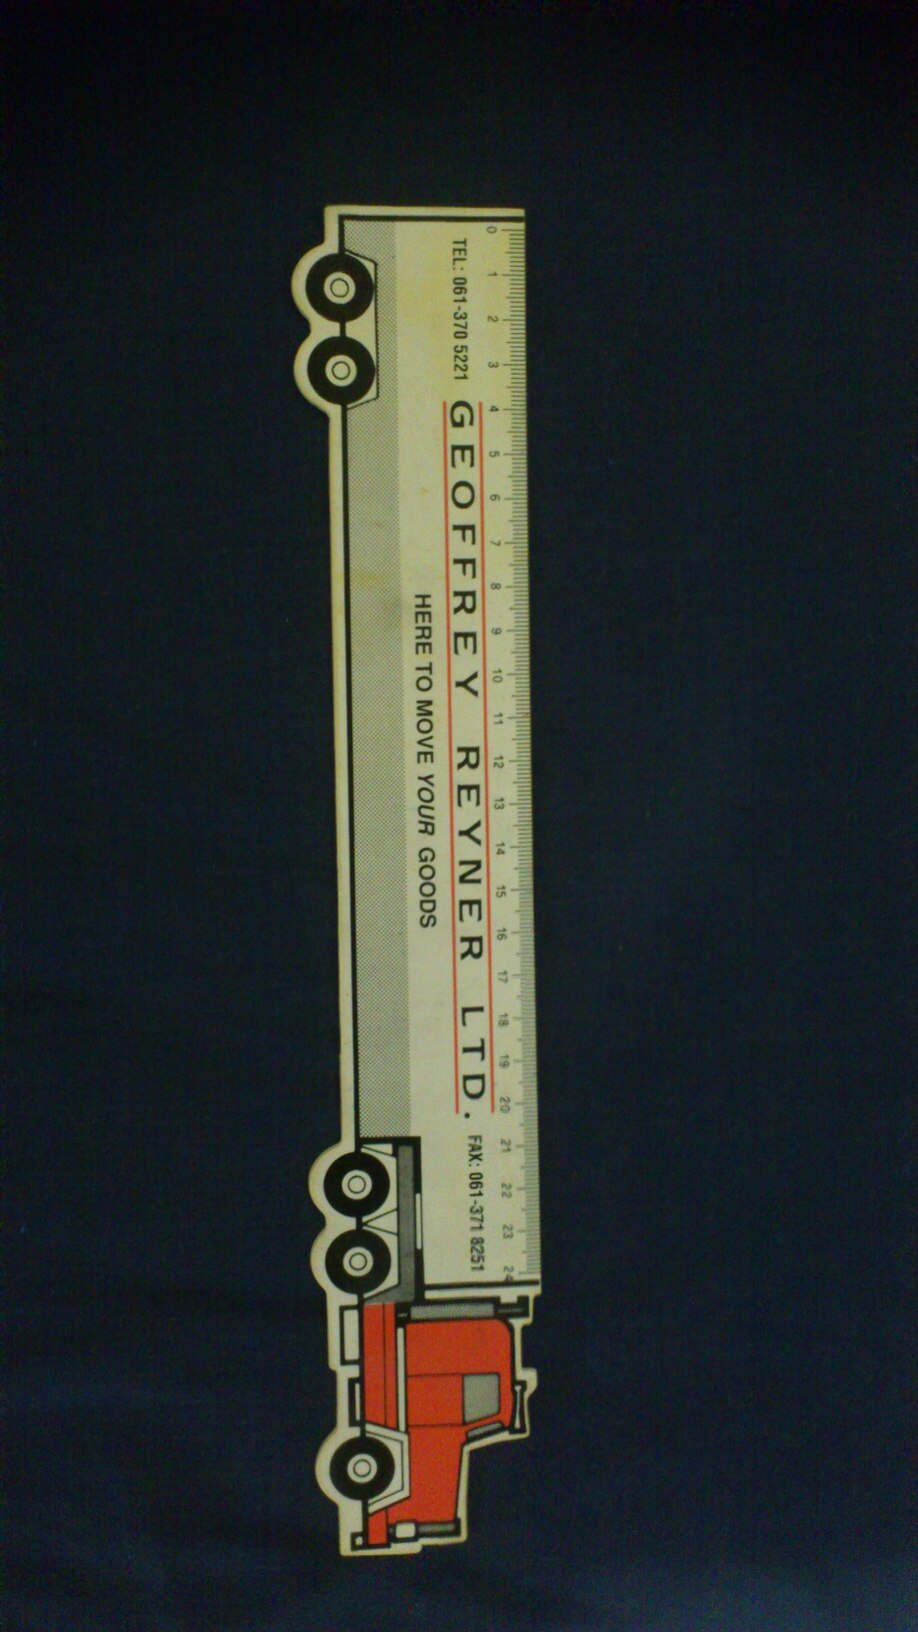 0 1 2 3 4 5 6 7 8 9 10 11 12 13 14 15 16 17 18 19 20 21 22 23 24
TEL: 061-370 5221 GEOFFREY REYNER LTD. FAX: 061-371 8251
HERE TO MOVE YOUR GOODS